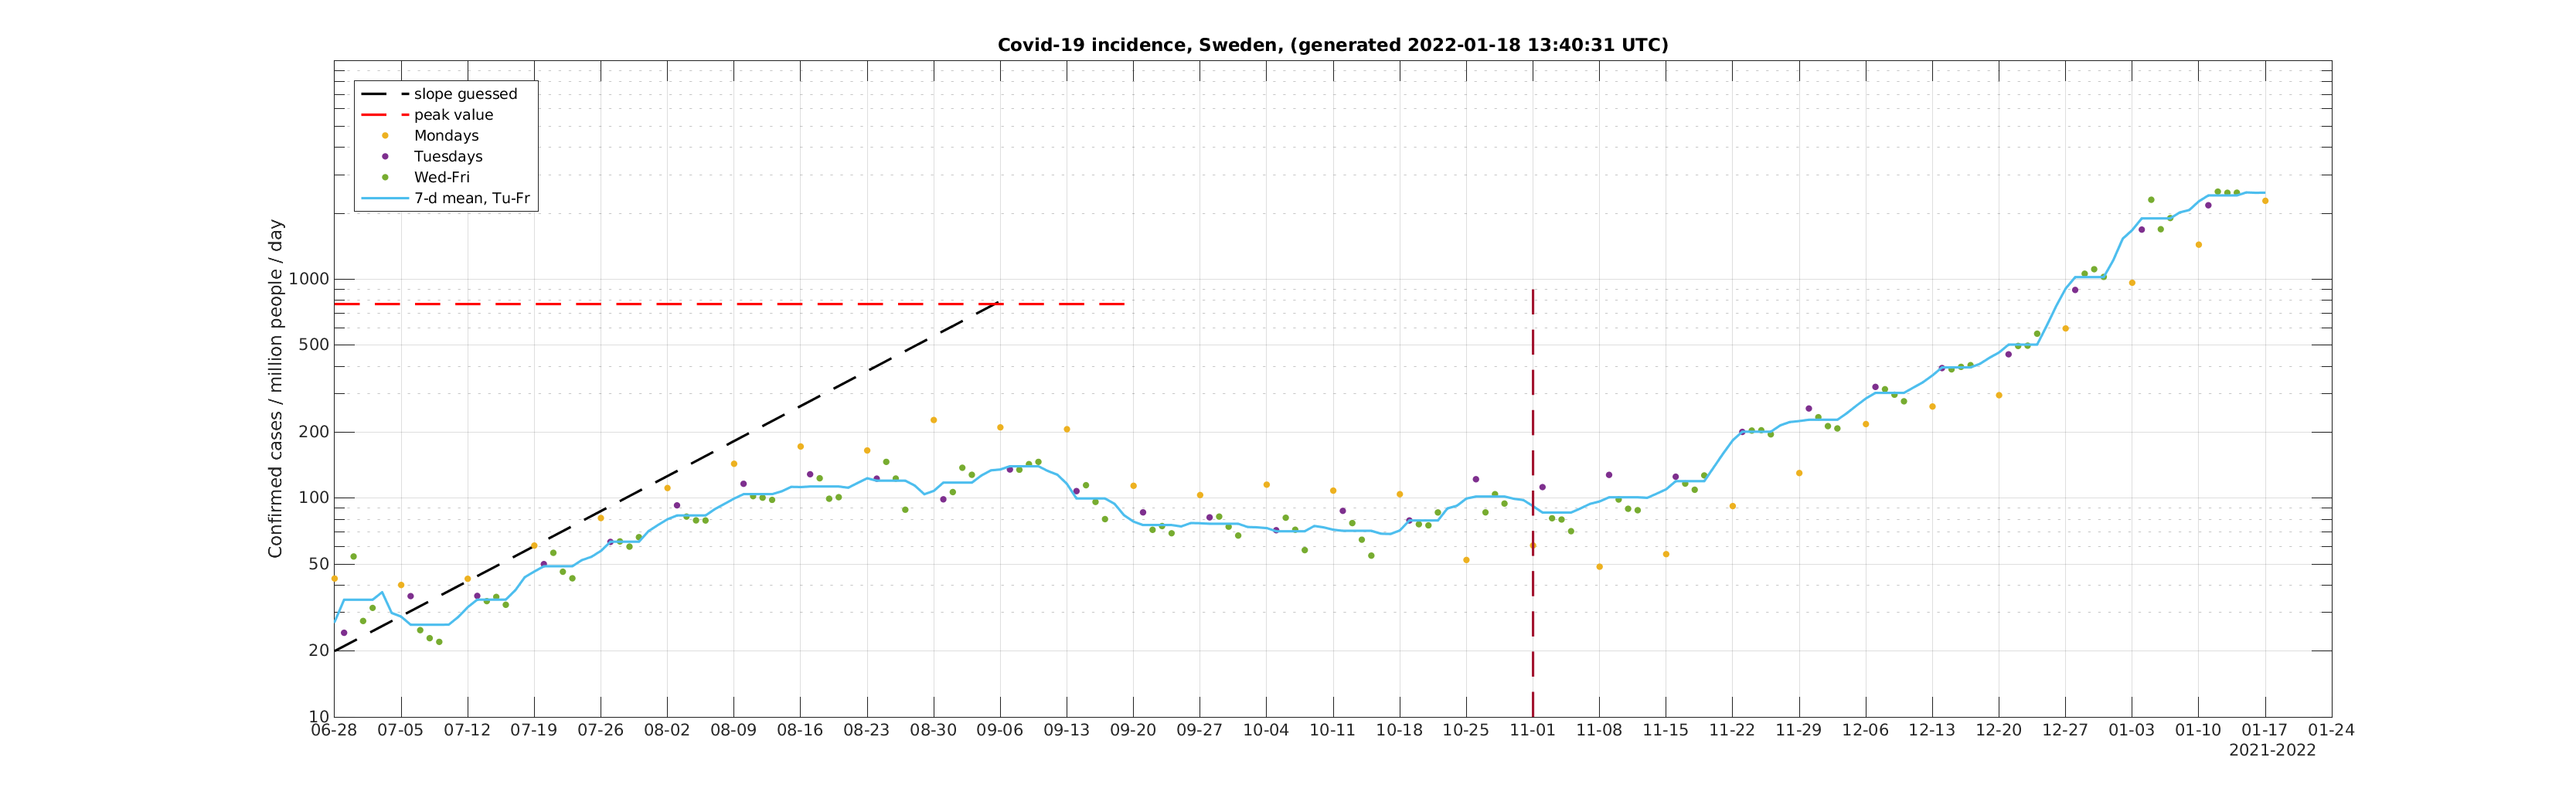 Covid-19 incidence, Sweden, (generated 2022-01-18 13:40:31 UTC)
slope guessed
peak value
Mondays
Tuesdays
Wed-Fri
7-d mean, Tu-Fr
Confirmed cases / million people / day
1000
500
200
100
50
20
10
06-28 07-05 07-12 07-19 07-26 08-02 08-09 08-16 08-23 08-30 09-06 09-13 09-20 09-27 10-04 10-11 10-18 10-25 11-01 11-08 11-15 11-22 11-29 12-06 12-13 12-20 12-27 01-03 01-10 01-17 01-24
2021-2022